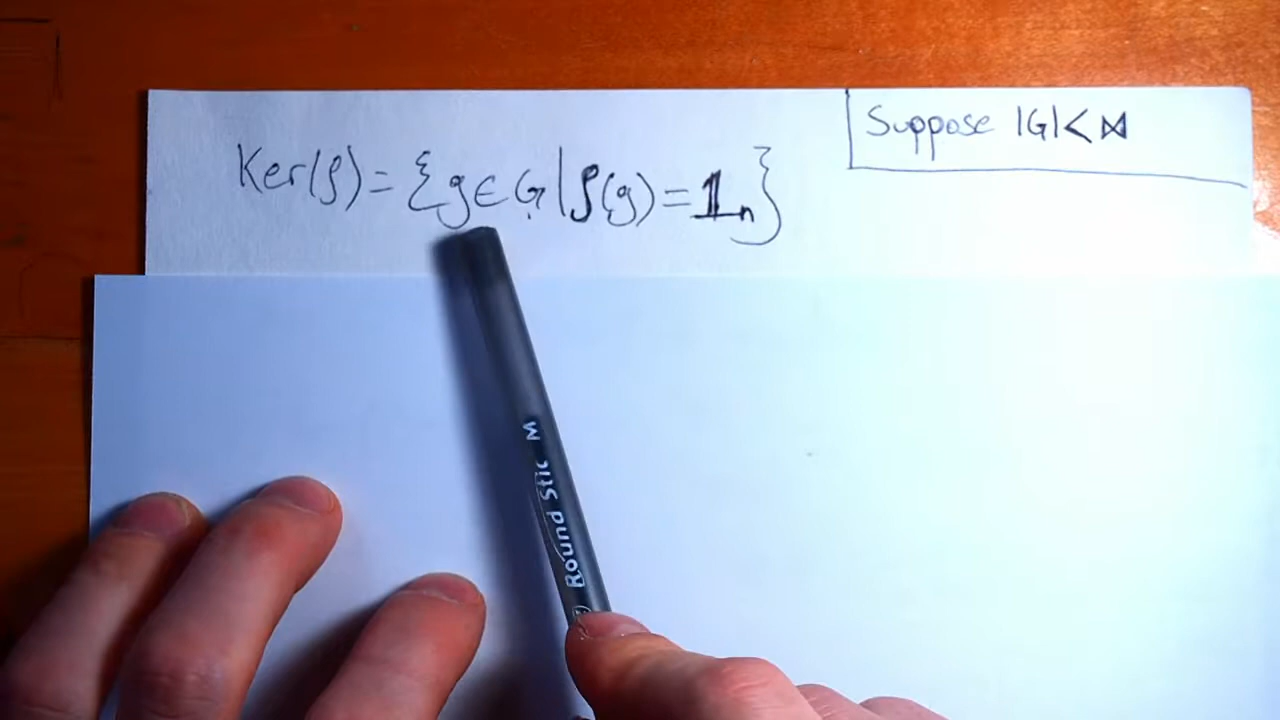 Suppose |G| < ∞
Ker(ρ) = {g ∈ G | ρ(g) = 𝟙ₙ}
Round Stic M